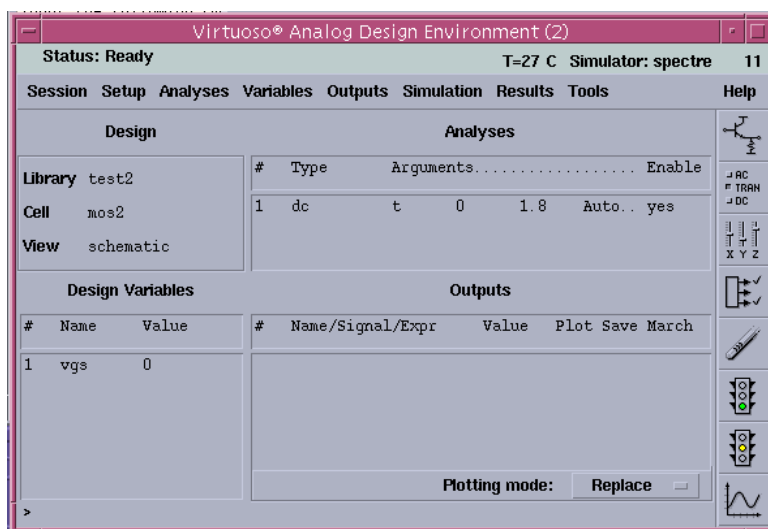 Virtuoso® Analog Design Environment (2)
Status: Ready T=27 C Simulator: spectre 11
Session Setup Analyses Variables Outputs Simulation Results Tools Help
Design
Library test2
Cell mos2
View schematic
Analyses
# Type Arguments.................. Enable
1 dc t 0 1.8 Auto.. yes
Design Variables
# Name Value
1 vgs 0
Outputs
# Name/Signal/Expr Value Plot Save March
Plotting mode: Replace
>
AC
TRAN
DC
X Y Z